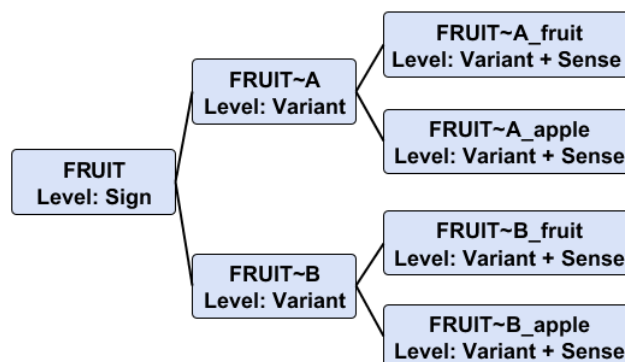 FRUIT~A_fruit
Level: Variant + Sense
FRUIT~A
Level: Variant
FRUIT~A_apple
Level: Variant + Sense
FRUIT
Level: Sign
FRUIT~B_fruit
Level: Variant + Sense
FRUIT~B
Level: Variant
FRUIT~B_apple
Level: Variant + Sense